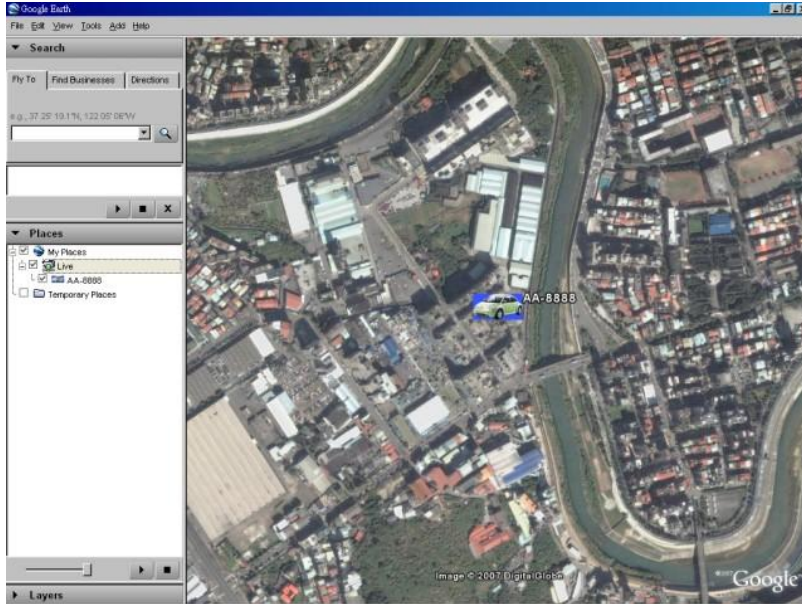 Google Earth
File Edit View Tools Add Help
Search
Fly To Find Businesses Directions
e.g., 37 25' 19.1"N, 122 05' 06"W
Places
My Places
Live
AA-8888
Temporary Places
Layers
AA-8888
Image © 2007 DigitalGlobe
©2007 Google